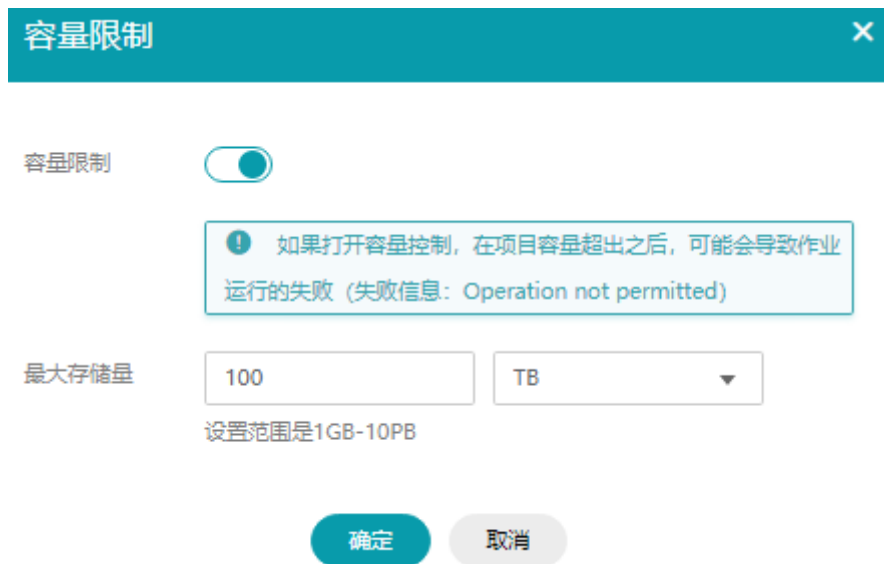 容量限制
容量限制
如果打开容量控制，在项目容量超出之后，可能会导致作业
运行的失败（失败信息：Operation not permitted）
最大存储量 100 TB
设置范围是1GB-10PB
确定 取消